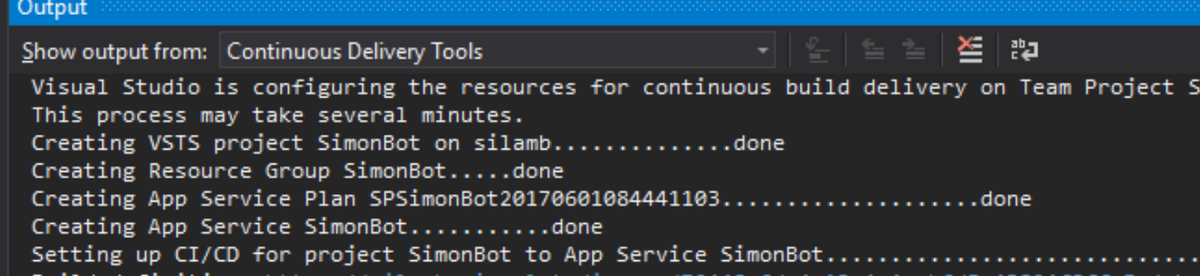 Output
Show output from: Continuous Delivery Tools
Visual Studio is configuring the resources for continuous build delivery on Team Project S
This process may take several minutes.
Creating VSTS project SimonBot on silamb..............done
Creating Resource Group SimonBot.....done
Creating App Service Plan SPSimonBot20170601084441103....................done
Creating App Service SimonBot...........done
Setting up CI/CD for project SimonBot to App Service SimonBot..............................